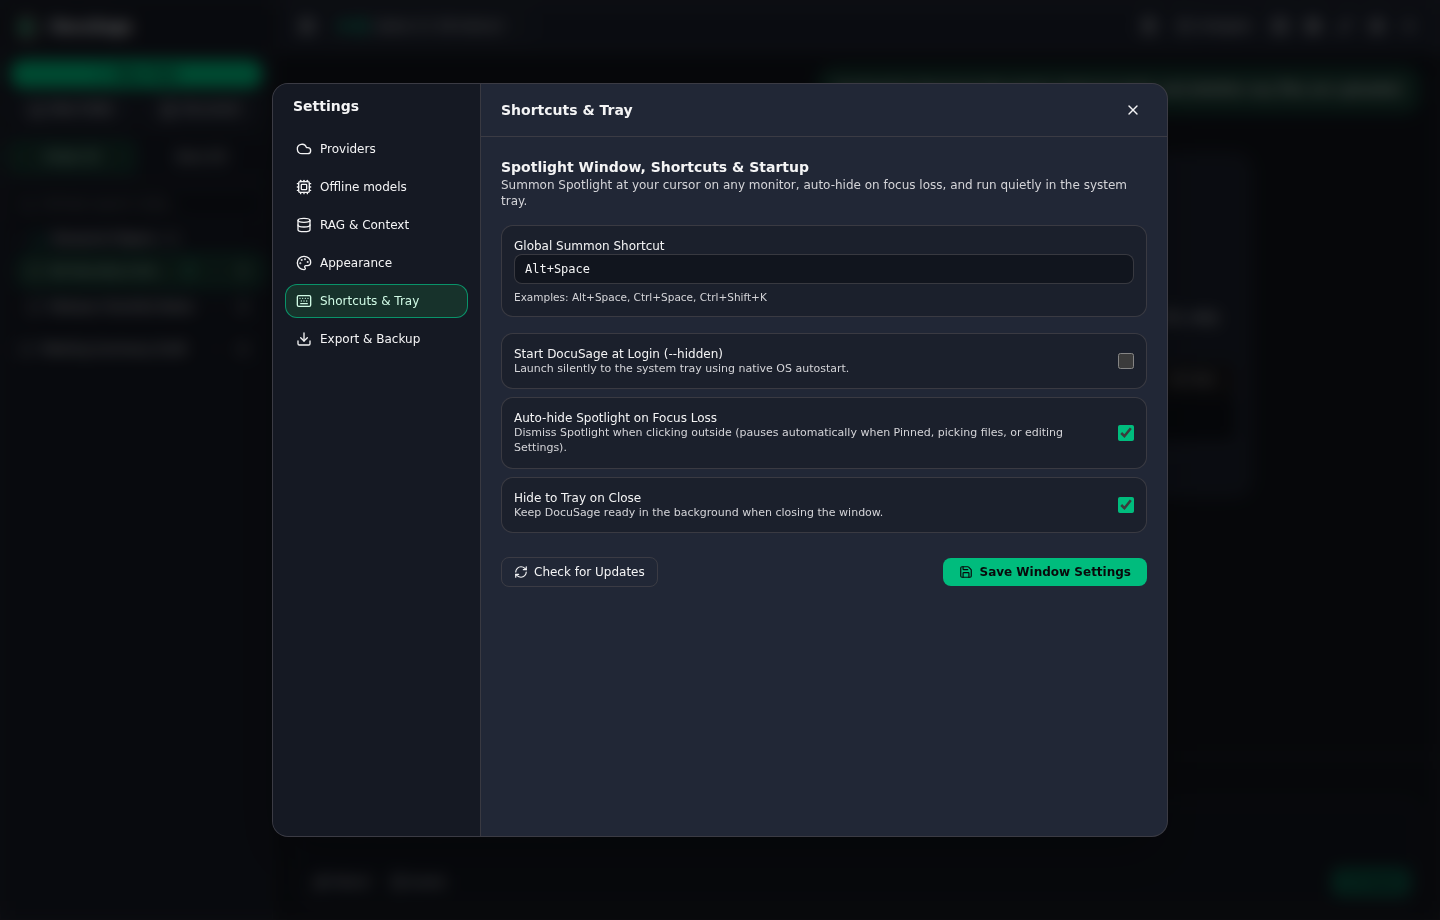 Settings
Providers
Offline models
RAG & Context
Appearance
Shortcuts & Tray
Export & Backup
Shortcuts & Tray
Spotlight Window, Shortcuts & Startup
Summon Spotlight at your cursor on any monitor, auto-hide on focus loss, and run quietly in the system
tray.
Global Summon Shortcut
Alt+Space
Examples: Alt+Space, Ctrl+Space, Ctrl+Shift+K
Start DocuSage at Login (--hidden)
Launch silently to the system tray using native OS autostart.
Auto-hide Spotlight on Focus Loss
Dismiss Spotlight when clicking outside (pauses automatically when Pinned, picking files, or editing
Settings).
Hide to Tray on Close
Keep DocuSage ready in the background when closing the window.
Check for Updates
Save Window Settings